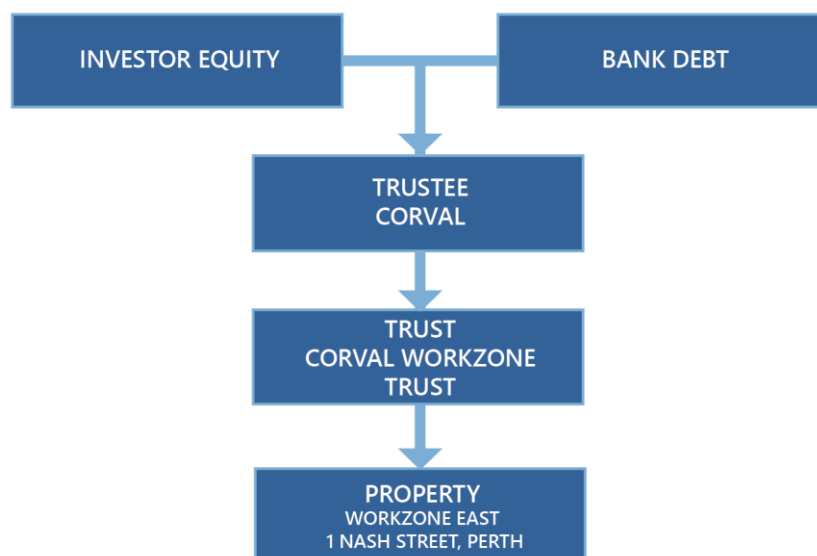 INVESTOR EQUITY
BANK DEBT
TRUSTEE
CORVAL
TRUST
CORVAL WORKZONE
TRUST
PROPERTY
WORKZONE EAST
1 NASH STREET, PERTH